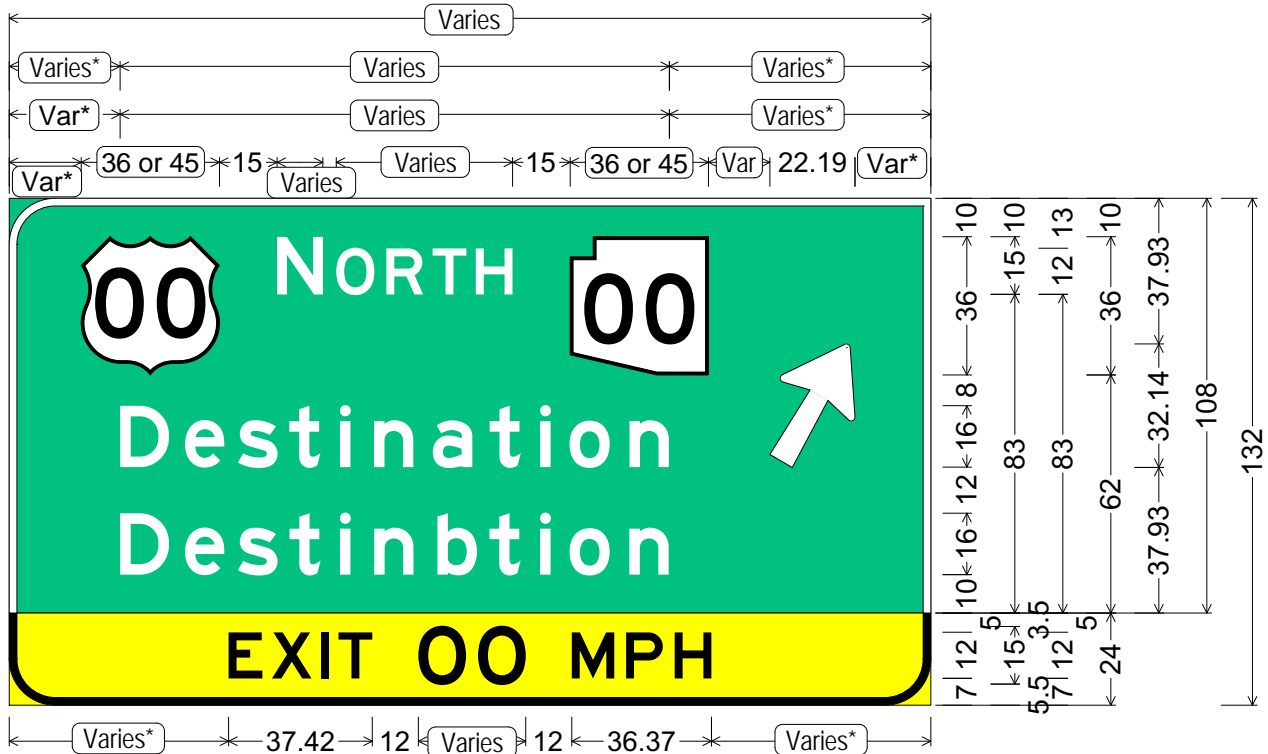 Varies
Varies* Varies Varies*
Var* Varies Varies*
Var* 36 or 45 15 Varies Varies 15 36 or 45 Var 22.19 Var*
00 NORTH 00
Destination
Destinbtion
EXIT 00 MPH
10 36 8 16 12 16 10 12 7
10 15 83 5 15 5.5
13 12 83 3.5 12 7
10 36 62 5 24
37.93 32.14 37.93
108
132
Varies* 37.42 12 Varies 12 36.37 Varies*